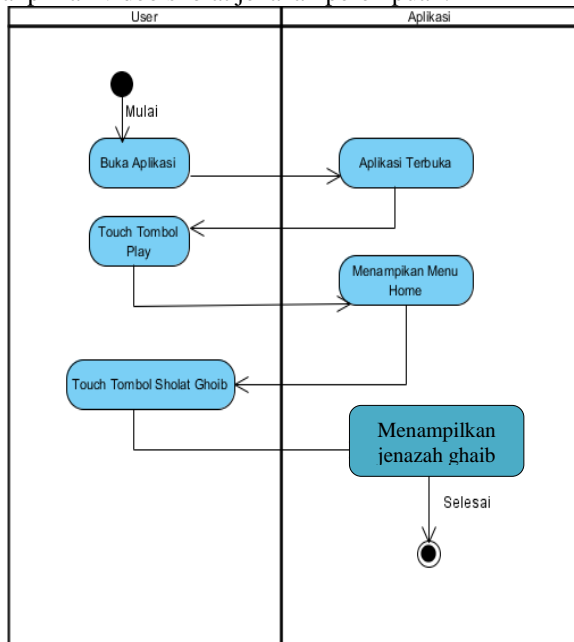 User
Aplikasi
Mulai
Buka Aplikasi
Aplikasi Terbuka
Touch Tombol
Play
Menampikan Menu
Home
Touch Tombol Sholat Ghoib
Menampilkan
jenazah ghaib
Selesai